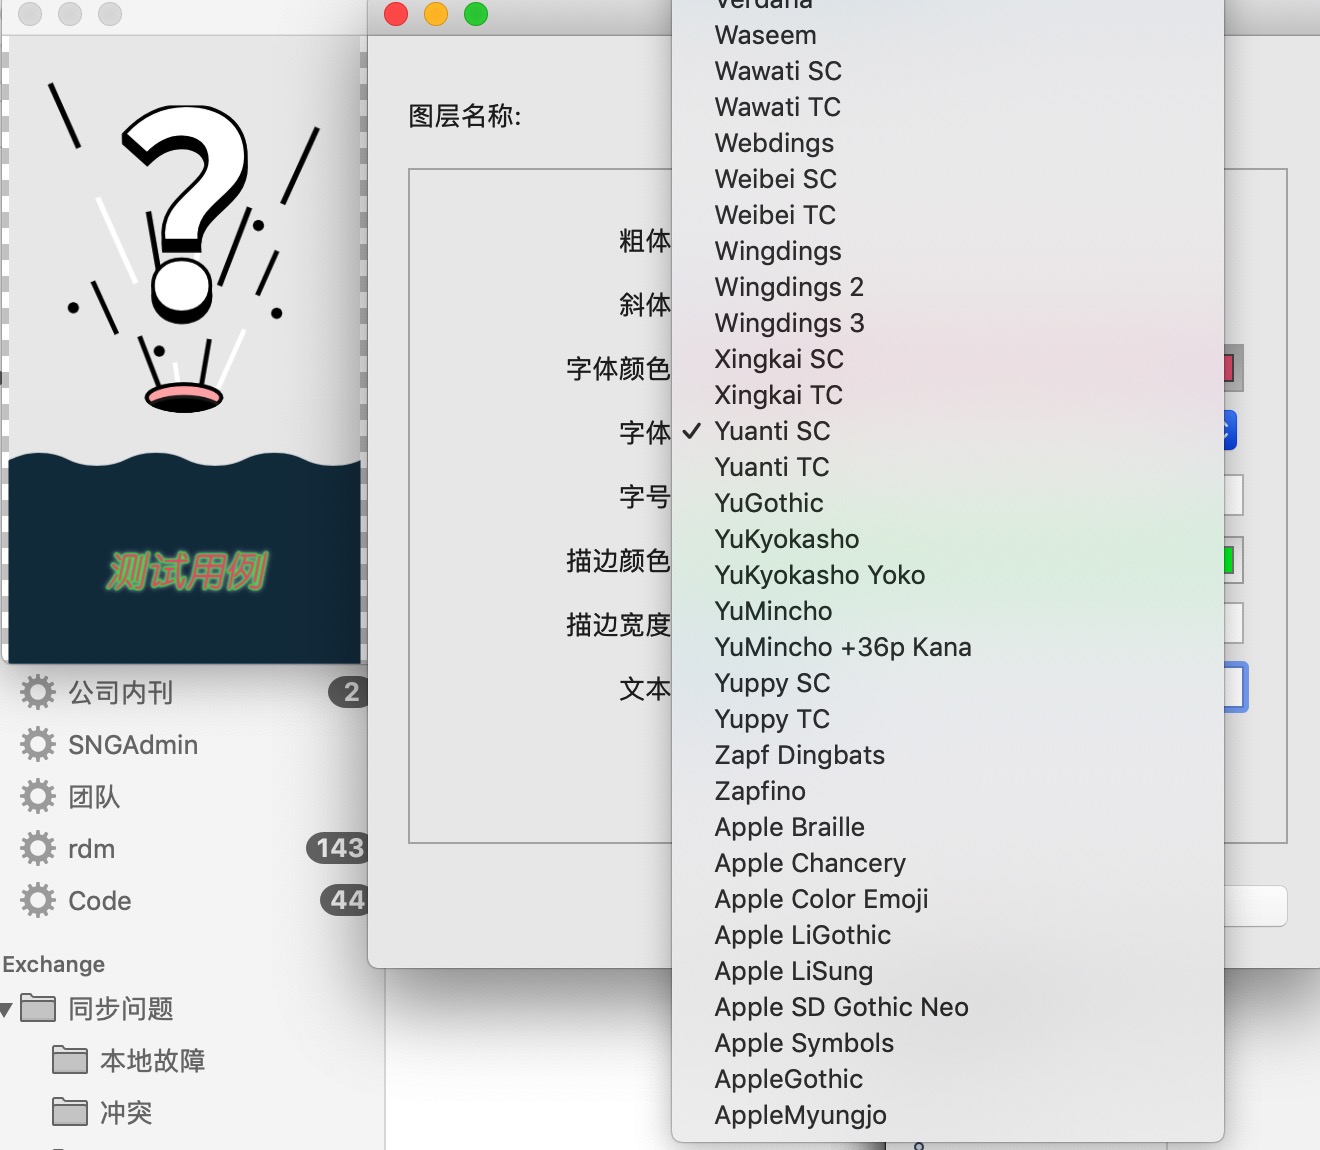 测试用例
公司内刊
2
SNGAdmin
团队
rdm
143
Code
44
Exchange
同步问题
本地故障
冲突
图层名称:
粗体
斜体
字体颜色
字体
字号
描边颜色
描边宽度
文本
Verdana
Waseem
Wawati SC
Wawati TC
Webdings
Weibei SC
Weibei TC
Wingdings
Wingdings 2
Wingdings 3
Xingkai SC
Xingkai TC
✓ Yuanti SC
Yuanti TC
YuGothic
YuKyokasho
YuKyokasho Yoko
YuMincho
YuMincho +36p Kana
Yuppy SC
Yuppy TC
Zapf Dingbats
Zapfino
Apple Braille
Apple Chancery
Apple Color Emoji
Apple LiGothic
Apple LiSung
Apple SD Gothic Neo
Apple Symbols
AppleGothic
AppleMyungjo